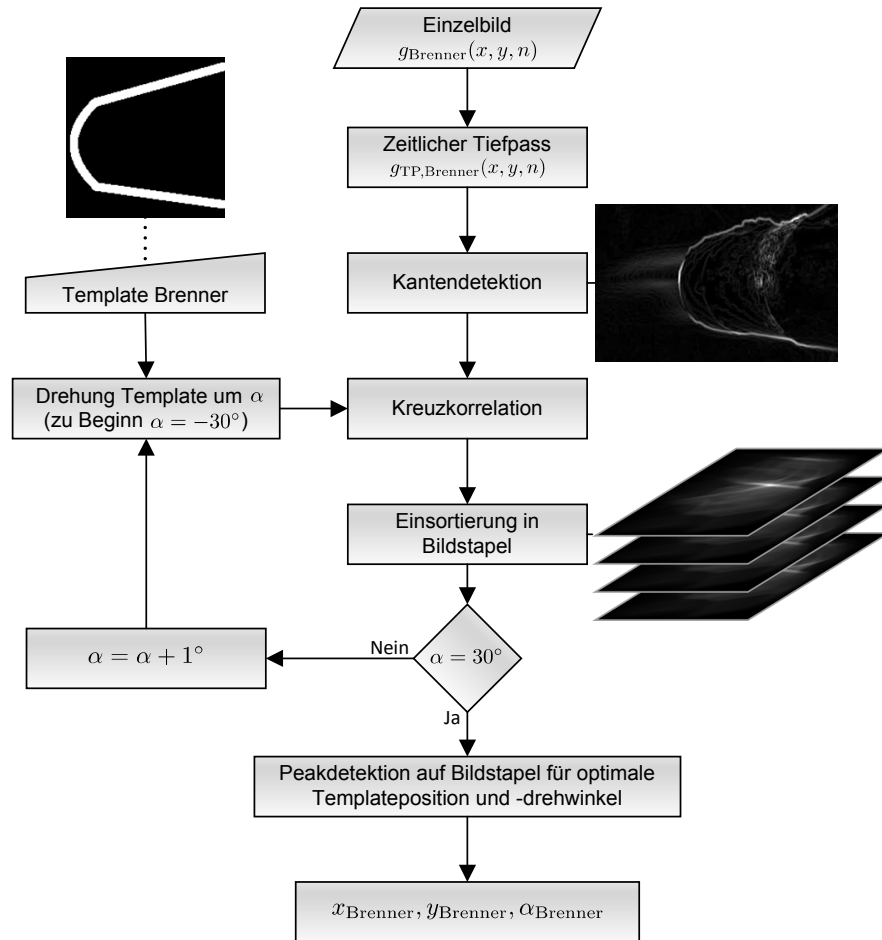 Einzelbild
g_Brenner(x, y, n)
Zeitlicher Tiefpass
g_TP,Brenner(x, y, n)
Template Brenner
Kantendetektion
Drehung Template um α
(zu Beginn α = −30°)
Kreuzkorrelation
Einsortierung in
Bildstapel
α = α + 1°
Nein
α = 30°
Ja
Peakdetektion auf Bildstapel für optimale
Templateposition und -drehwinkel
x_Brenner, y_Brenner, α_Brenner